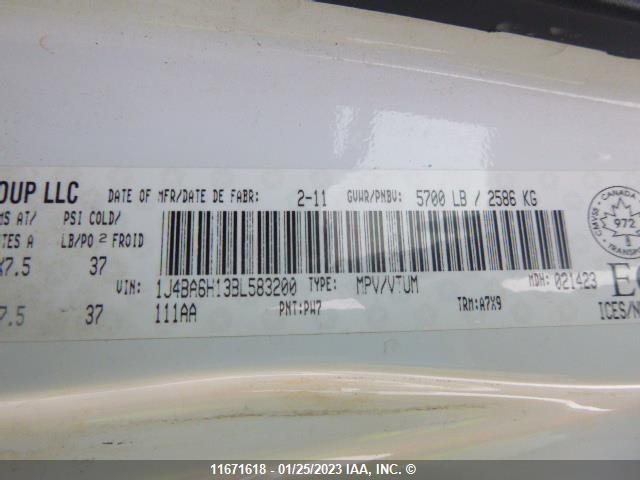 OUP LLC DATE OF MFR/DATE DE FABR: 2-11 GVWR/PNBV: 5700 LB / 2586 KG
MS AT/ PSI COLD/
TES A LB/PO 2 FROID
X7.5 37
VIN: 1J4BA6H13BL583200 TYPE: MPV/VTUM MDH: 021423
7.5 37 111AA PNT:PW7 TRM:A7X9 ICES/N
CANADA
972
TRANSPORT
11671618 - 01/25/2023 IAA, INC. ©